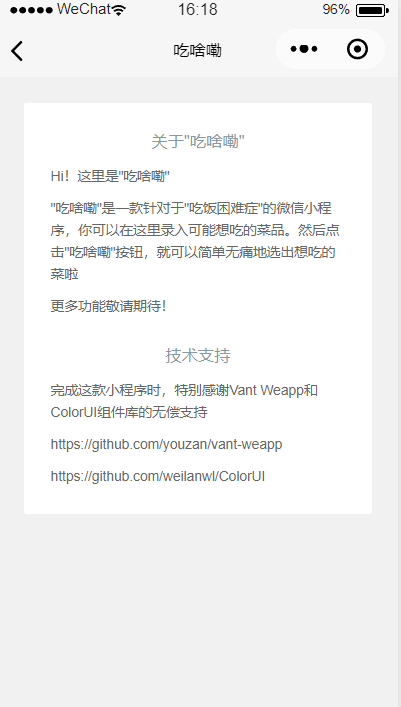 WeChat 16:18 96%
吃啥嘞
关于"吃啥嘞"
Hi！这里是"吃啥嘞"
"吃啥嘞"是一款针对于"吃饭困难症"的微信小程
序，你可以在这里录入可能想吃的菜品。然后点
击"吃啥嘞"按钮，就可以简单无痛地选出想吃的
菜啦
更多功能敬请期待！
技术支持
完成这款小程序时，特别感谢Vant Weapp和
ColorUI组件库的无偿支持
https://github.com/youzan/vant-weapp
https://github.com/weilanwl/ColorUI